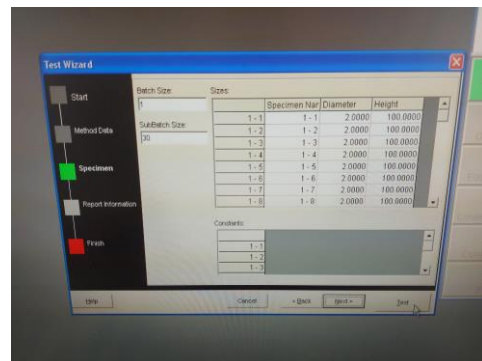 Test Wizard
Start
Method Data
Specimen
Report Information
Finish
Batch Size:
1
SubBatch Size:
30
Sizes:
Specimen Nar Diameter Height
1 - 1 1 - 1 2.0000 100.0000
1 - 2 1 - 2 2.0000 100.0000
1 - 3 1 - 3 2.0000 100.0000
1 - 4 1 - 4 2.0000 100.0000
1 - 5 1 - 5 2.0000 100.0000
1 - 6 1 - 6 2.0000 100.0000
1 - 7 1 - 7 2.0000 100.0000
1 - 8 1 - 8 2.0000 100.0000
Constants:
1 - 1
1 - 2
1 - 3
Help Cancel < Back Next > Test